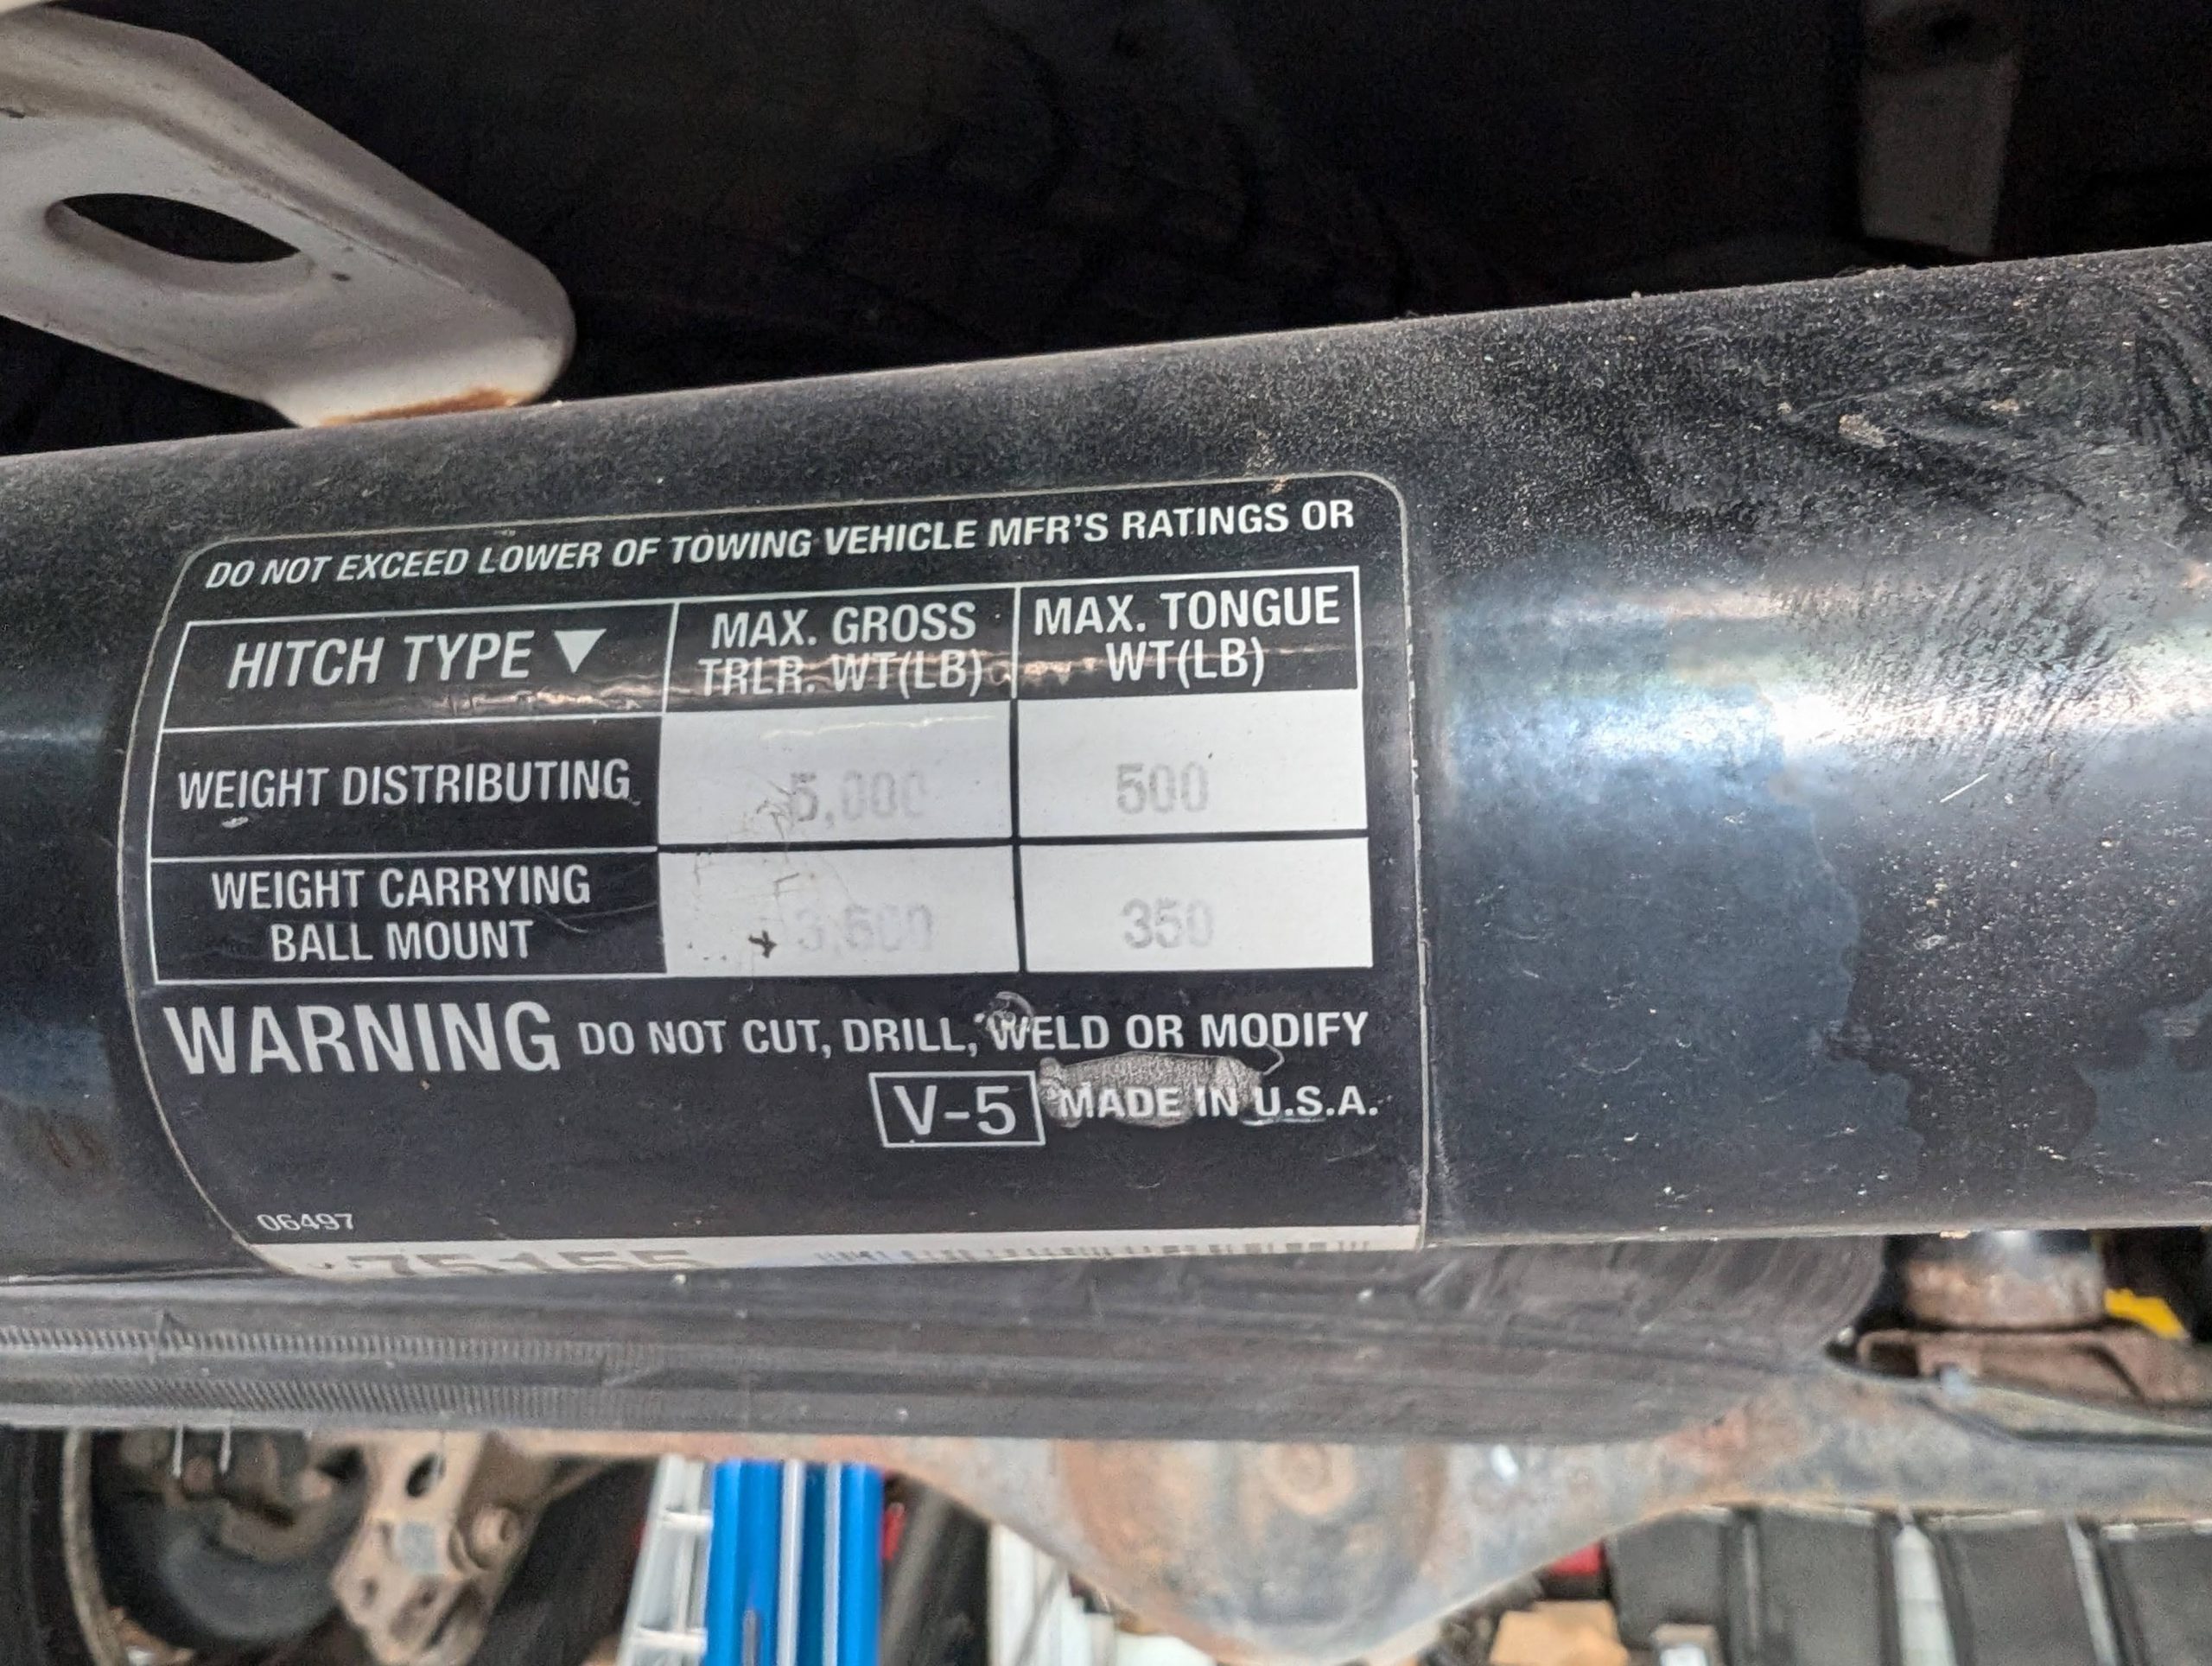 DO NOT EXCEED LOWER OF TOWING VEHICLE MFR'S RATINGS OR
HITCH TYPE ▼
MAX. GROSS
TRLR. WT(LB)
MAX. TONGUE
WT(LB)
WEIGHT DISTRIBUTING
5,000
500
WEIGHT CARRYING
BALL MOUNT
3,500
350
WARNING DO NOT CUT, DRILL, WELD OR MODIFY
V-5 MADE IN U.S.A.
06497
75155